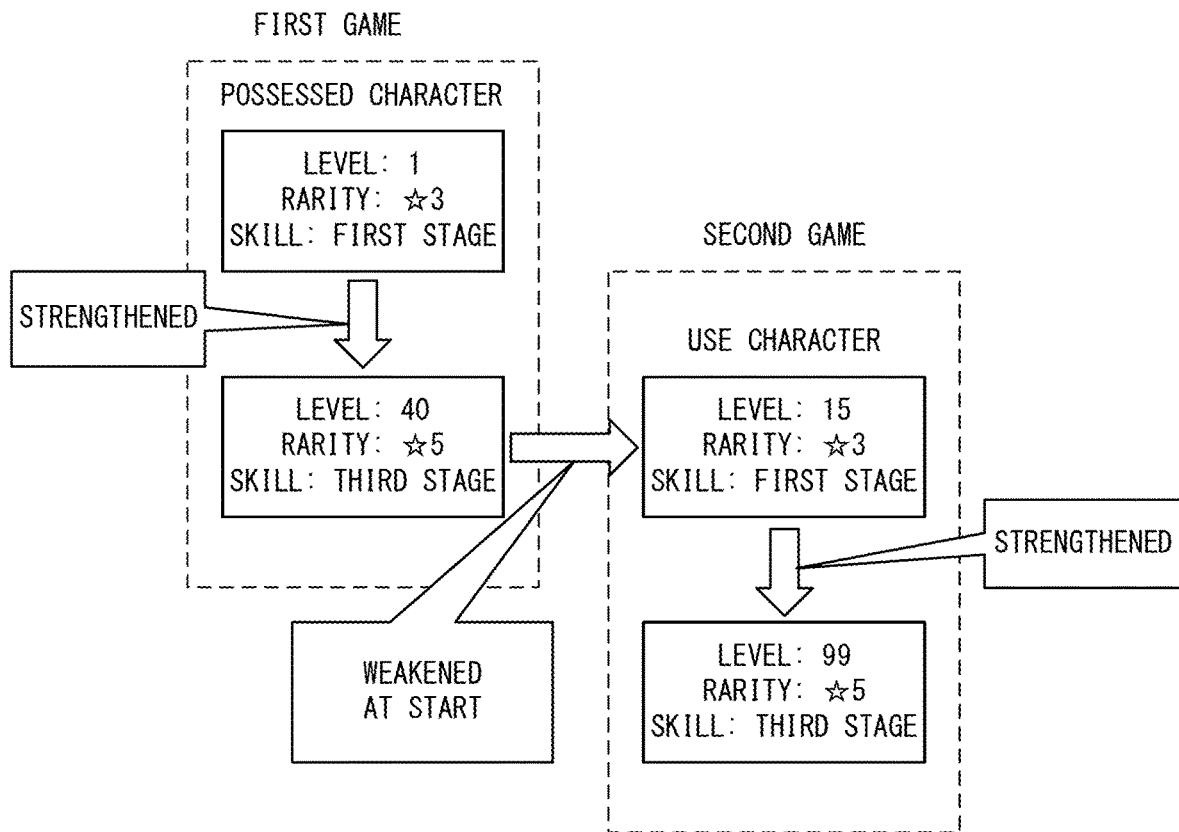 FIRST GAME
POSSESSED CHARACTER
LEVEL: 1
RARITY: ☆3
SKILL: FIRST STAGE
STRENGTHENED
LEVEL: 40
RARITY: ☆5
SKILL: THIRD STAGE
WEAKENED
AT START
SECOND GAME
USE CHARACTER
LEVEL: 15
RARITY: ☆3
SKILL: FIRST STAGE
STRENGTHENED
LEVEL: 99
RARITY: ☆5
SKILL: THIRD STAGE